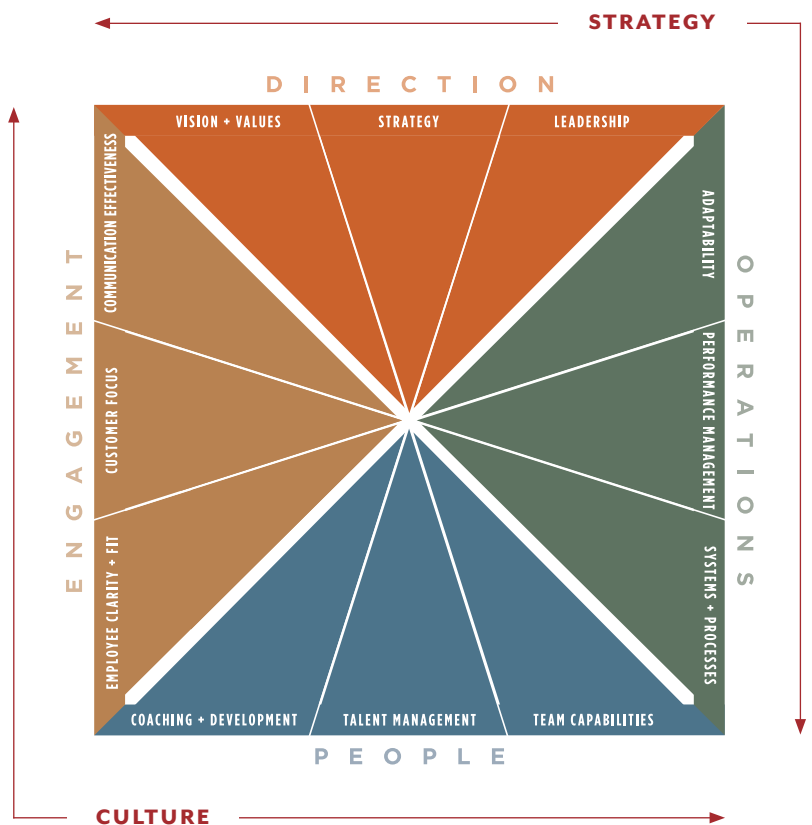 STRATEGY
DIRECTION
VISION + VALUES
STRATEGY
LEADERSHIP
ENGAGEMENT
COMMUNICATION EFFECTIVENESS
CUSTOMER FOCUS
EMPLOYEE CLARITY + FIT
ADAPTABILITY
PERFORMANCE MANAGEMENT
SYSTEMS + PROCESSES
OPERATIONS
COACHING + DEVELOPMENT
TALENT MANAGEMENT
TEAM CAPABILITIES
PEOPLE
CULTURE